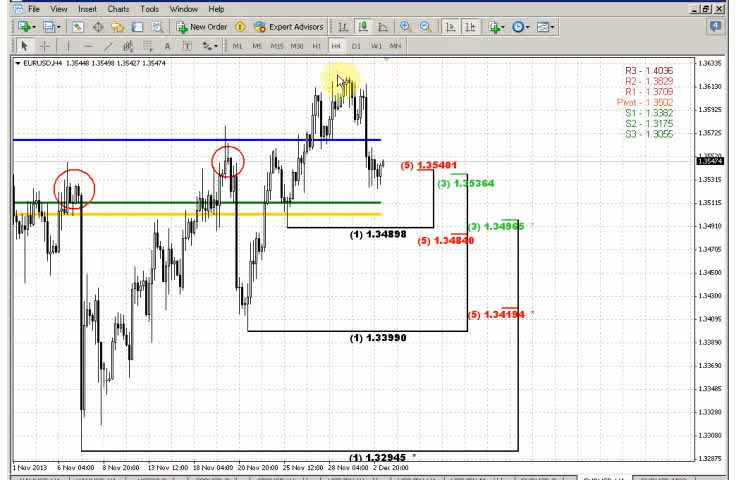 File View Insert Charts Tools Window Help
New Order Expert Advisors
4
A T M1 M5 M15 M30 H1 H4 D1 W1 MN
EURUSD,H4 1.35448 1.35498 1.35427 1.35474
R3 - 1.4036
R2 - 1.3829
R1 - 1.3709
Pivot - 1.3502
S1 - 1.3382
S2 - 1.3175
S3 - 1.3055
1.36335
1.36130
1.35925
1.35725
1.35520
1.35474
1.35315
1.35115
1.34910
1.34705
1.34500
1.34300
1.34095
1.33890
1.33690
1.33485
1.33280
1.33080
1.32875
(5) 1.35401
(3) 1.35364
(3) 1.34965 *
(1) 1.34898
(5) 1.34840
(5) 1.34194 *
(1) 1.33990
(1) 1.32945 *
1 Nov 2013 6 Nov 04:00 8 Nov 20:00 13 Nov 12:00 18 Nov 04:00 20 Nov 20:00 25 Nov 12:00 28 Nov 04:00 2 Dec 20:00